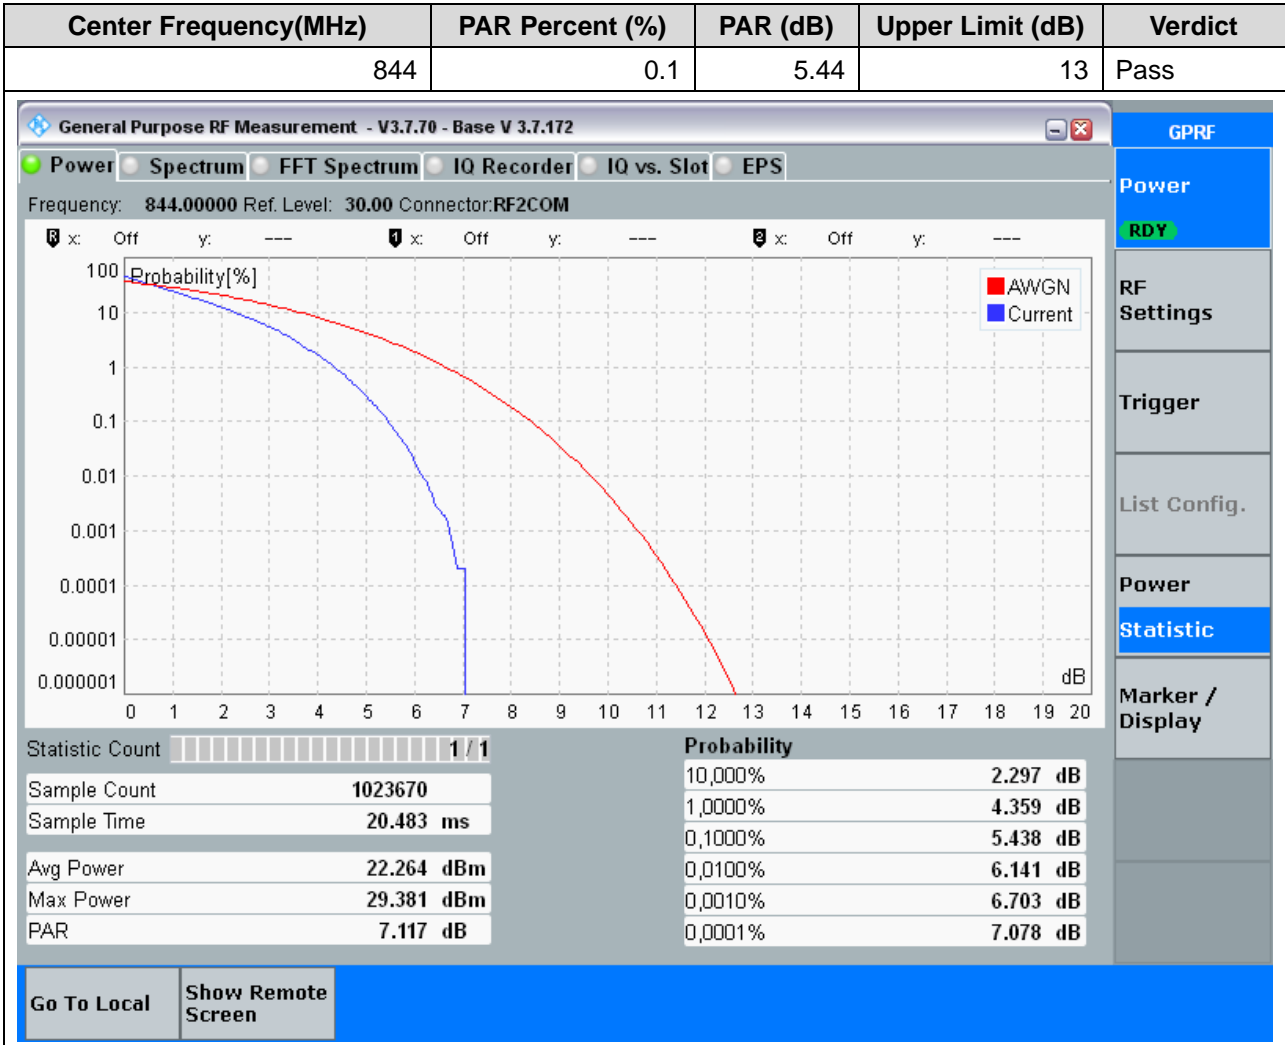 Center Frequency(MHz) PAR Percent (%) PAR (dB) Upper Limit (dB) Verdict
844 0.1 5.44 13 Pass
General Purpose RF Measurement - V3.7.70 - Base V 3.7.172
GPRF
Power Spectrum FFT Spectrum IQ Recorder IQ vs. Slot EPS
Frequency: 844.00000 Ref. Level: 30.00 Connector:RF2COM
R x: Off y: --- 1 x: Off y: --- 2 x: Off y: ---
Probability[%]
AWGN
Current
100
10
1
0.1
0.01
0.001
0.0001
0.00001
0.000001
dB
0 1 2 3 4 5 6 7 8 9 10 11 12 13 14 15 16 17 18 19 20
Statistic Count 1 / 1
Sample Count 1023670
Sample Time 20.483 ms
Avg Power 22.264 dBm
Max Power 29.381 dBm
PAR 7.117 dB
Probability
10,000% 2.297 dB
1,0000% 4.359 dB
0,1000% 5.438 dB
0,0100% 6.141 dB
0,0010% 6.703 dB
0,0001% 7.078 dB
Power
RDY
RF
Settings
Trigger
List Config.
Power
Statistic
Marker /
Display
Go To Local
Show Remote
Screen